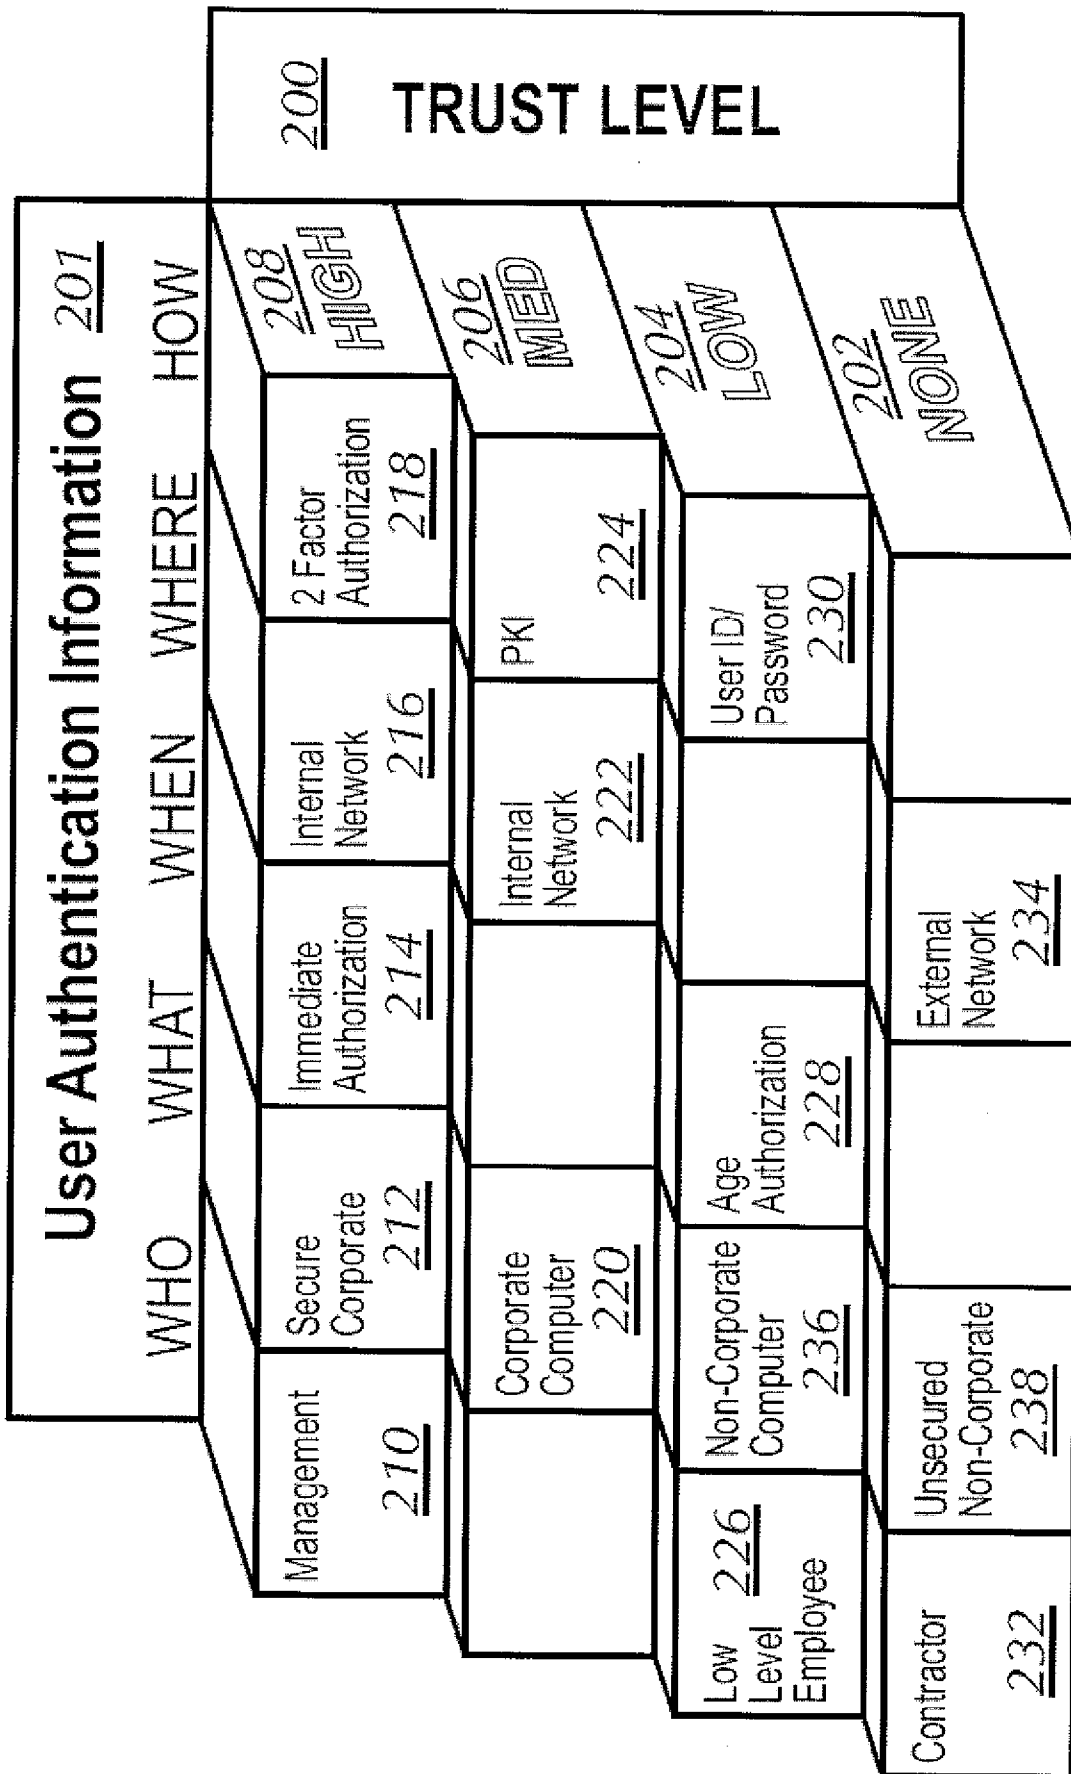 User Authentication Information 201
WHO WHAT WHEN WHERE HOW
200
TRUST LEVEL
208
HIGH
Management
210
Secure
Corporate
212
Immediate
Authorization
214
Internal
Network
216
2 Factor
Authorization
218
206
MED
Corporate
Computer
220
Internal
Network
222
PKI
224
204
LOW
Low
Level 226
Employee
Non-Corporate
Computer
236
Age
Authorization
228
User ID/
Password
230
202
NONE
Contractor
232
Unsecured
Non-Corporate
238
External
Network
234